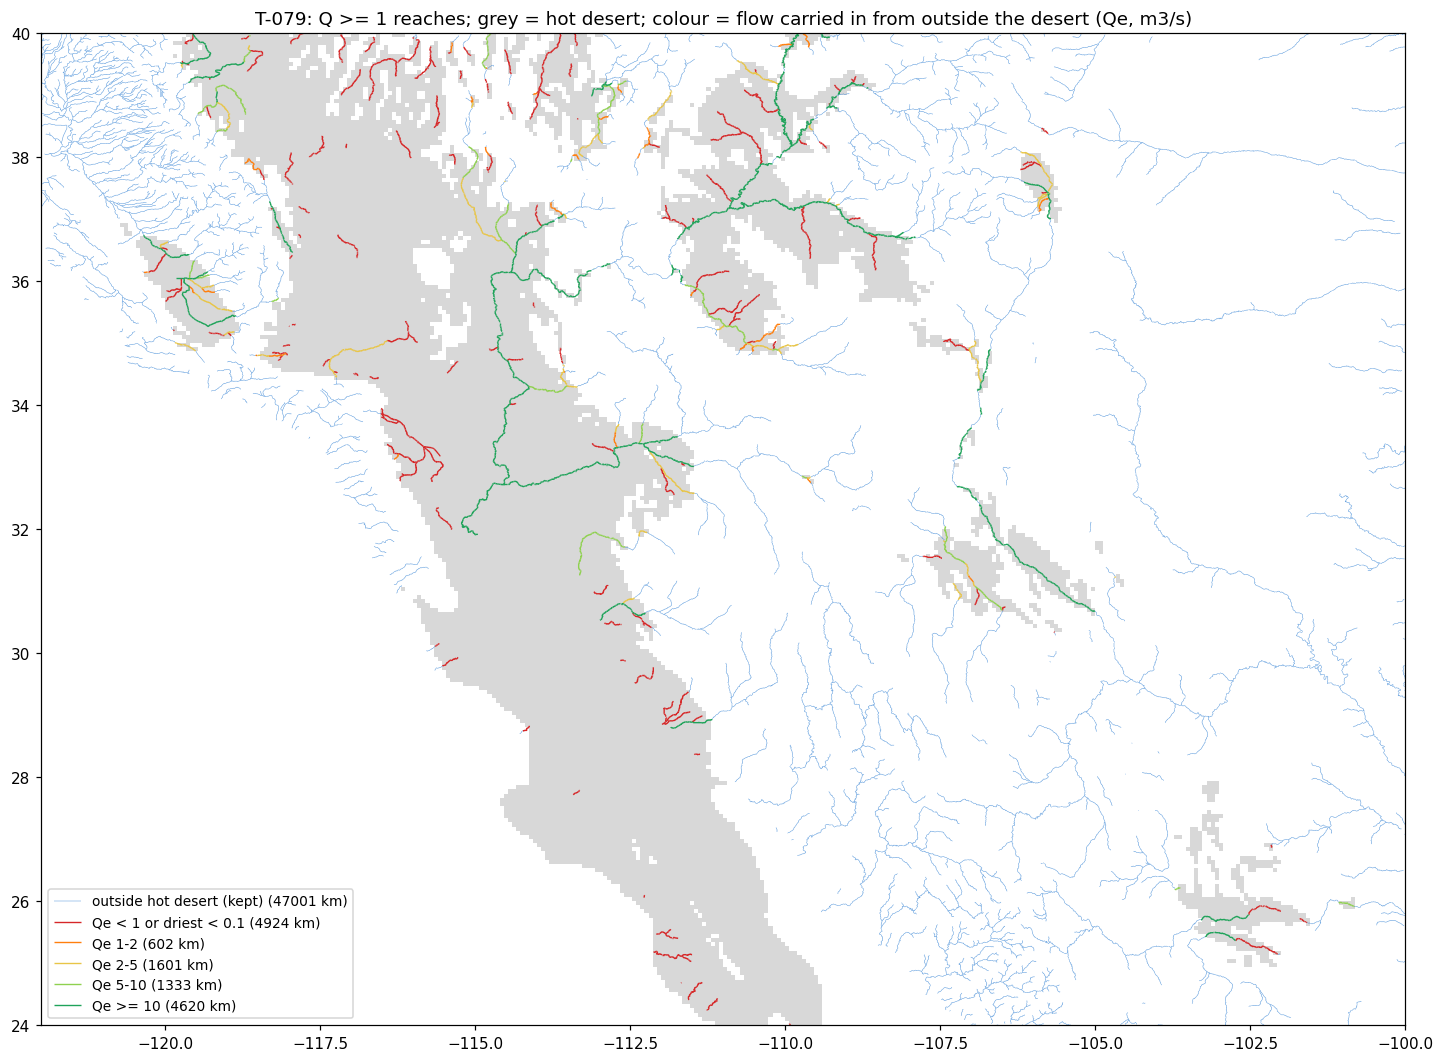 T-079: Q >= 1 reaches; grey = hot desert; colour = flow carried in from outside the desert (Qe, m3/s)
40
38
36
34
32
30
28
26
24
outside hot desert (kept) (47001 km)
Qe < 1 or driest < 0.1 (4924 km)
Qe 1-2 (602 km)
Qe 2-5 (1601 km)
Qe 5-10 (1333 km)
Qe >= 10 (4620 km)
−120.0 −117.5 −115.0 −112.5 −110.0 −107.5 −105.0 −102.5 −100.0